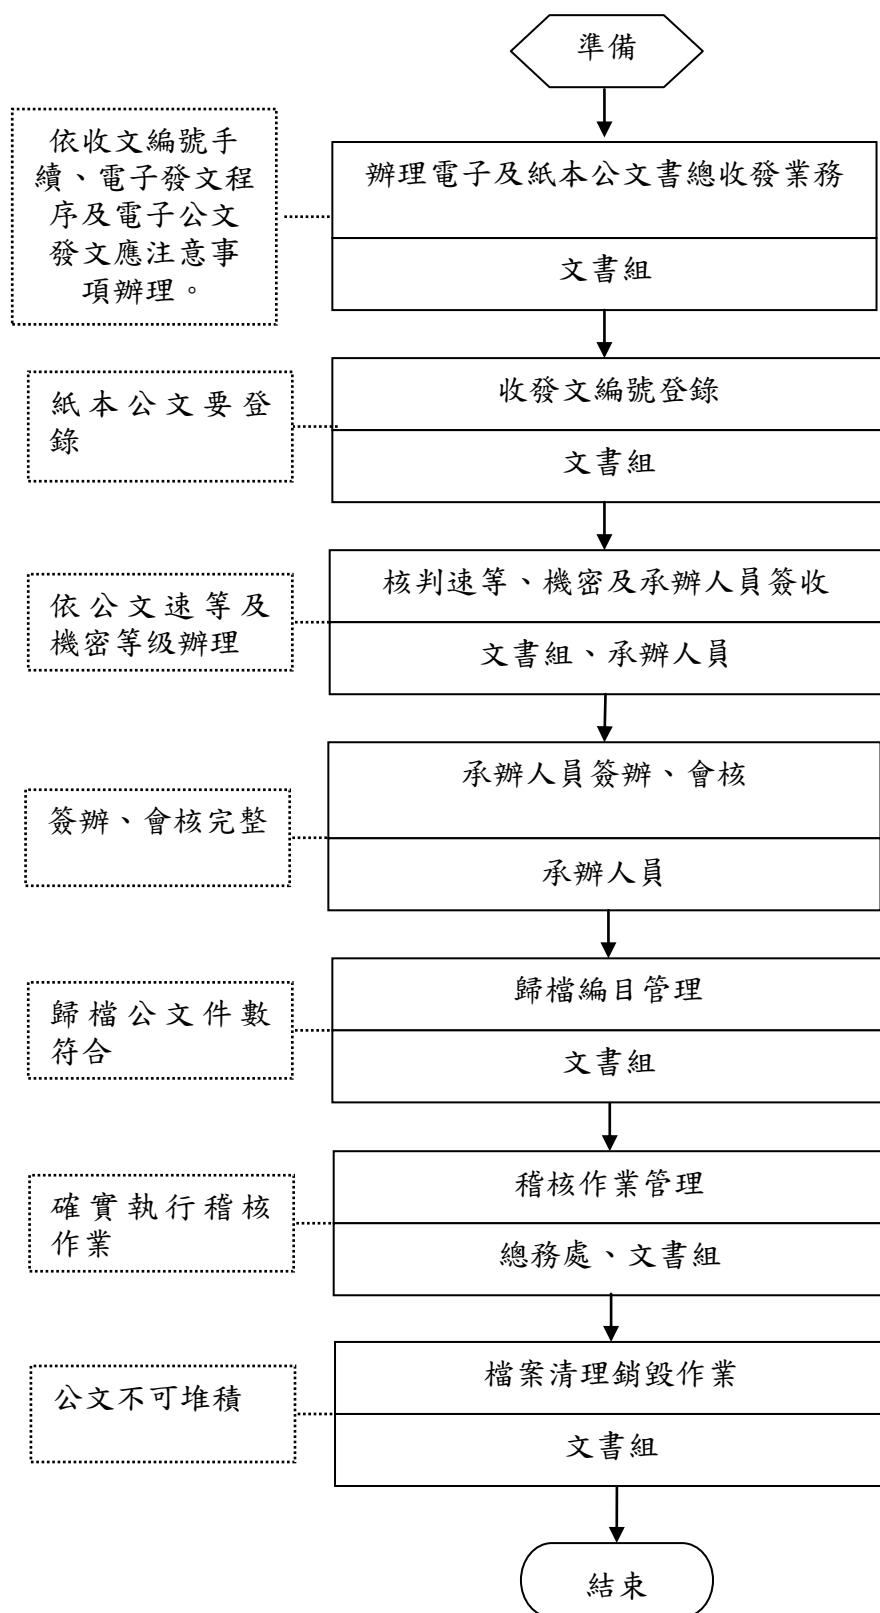 準備
依收文編號手
續、電子發文程
序及電子公文
發文應注意事
項辦理。
辦理電子及紙本公文書總收發業務
文書組
紙本公文要登
錄
收發文編號登錄
文書組
依公文速等及
機密等级辦理
核判速等、機密及承辦人員簽收
文書組、承辦人員
簽辦、會核完整
承辦人員簽辦、會核
承辦人員
歸檔公文件數
符合
歸檔編目管理
文書組
確實執行稽核
作業
稽核作業管理
總務處、文書組
公文不可堆積
檔案清理銷毀作業
文書組
結束